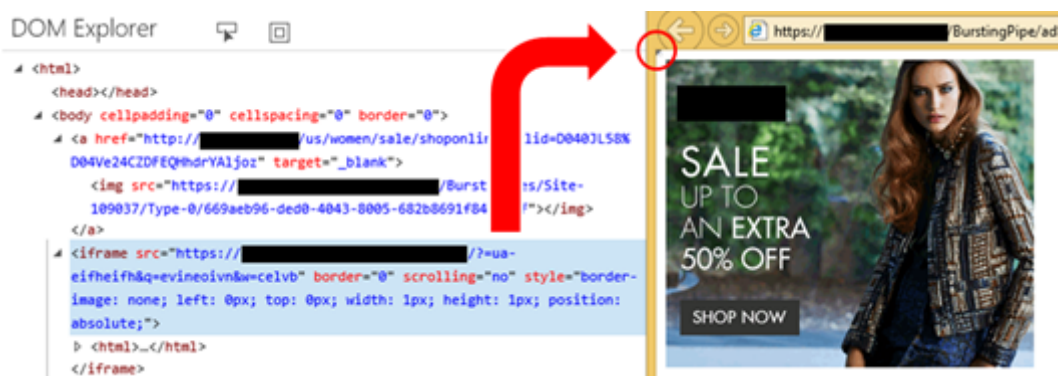 DOM Explorer
<html>
<head></head>
<body cellpadding="0" cellspacing="0" border="0">
<a href="http:// /us/women/sale/shoponlin lid=D040JL58%
D04Ve24CZDFEQHhdrYAljoz" target="_blank">
<img src="https:// /Burst es/Site-
109037/Type-0/669aeb96-ded0-4043-8005-682b8691f84 f"></img>
</a>
<iframe src="https:// /?=ua-
eifheifh&q=evineoivn&w=celvb" border="0" scrolling="no" style="border-
image: none; left: 0px; top: 0px; width: 1px; height: 1px; position:
absolute;">
<html>…</html>
</iframe>
https:// /BurstingPipe/ad
SALE
UP TO
AN EXTRA
50% OFF
SHOP NOW